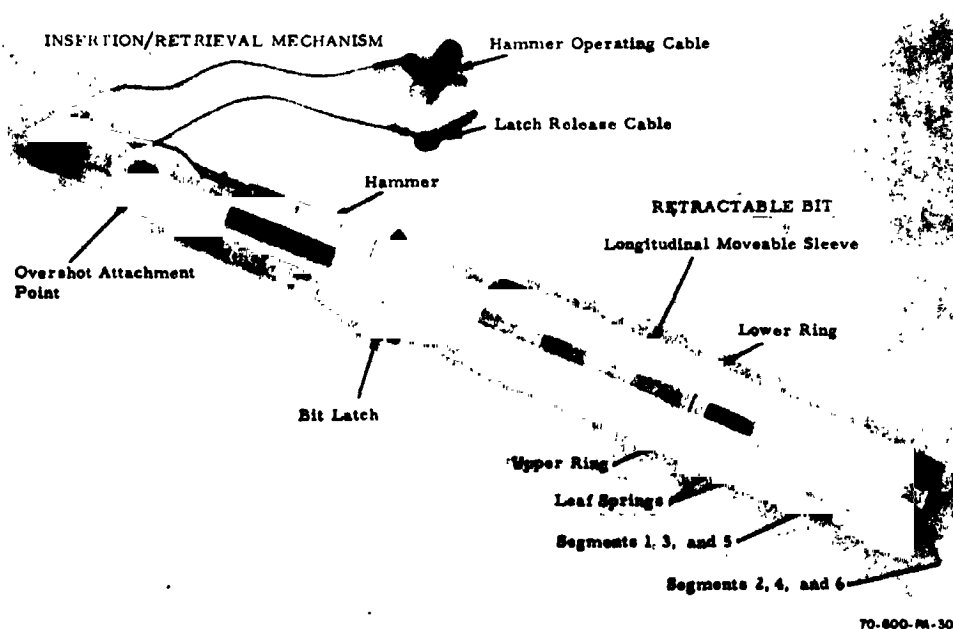 INSERTION/RETRIEVAL MECHANISM
Hammer Operating Cable
Latch Release Cable
Hammer
RETRACTABLE BIT
Longitudinal Moveable Sleeve
Overshot Attachment
Point
Lower Ring
Bit Latch
Upper Ring
Leaf Springs
Segments 1, 3, and 5
Segments 2, 4, and 6
70-600-PA-30